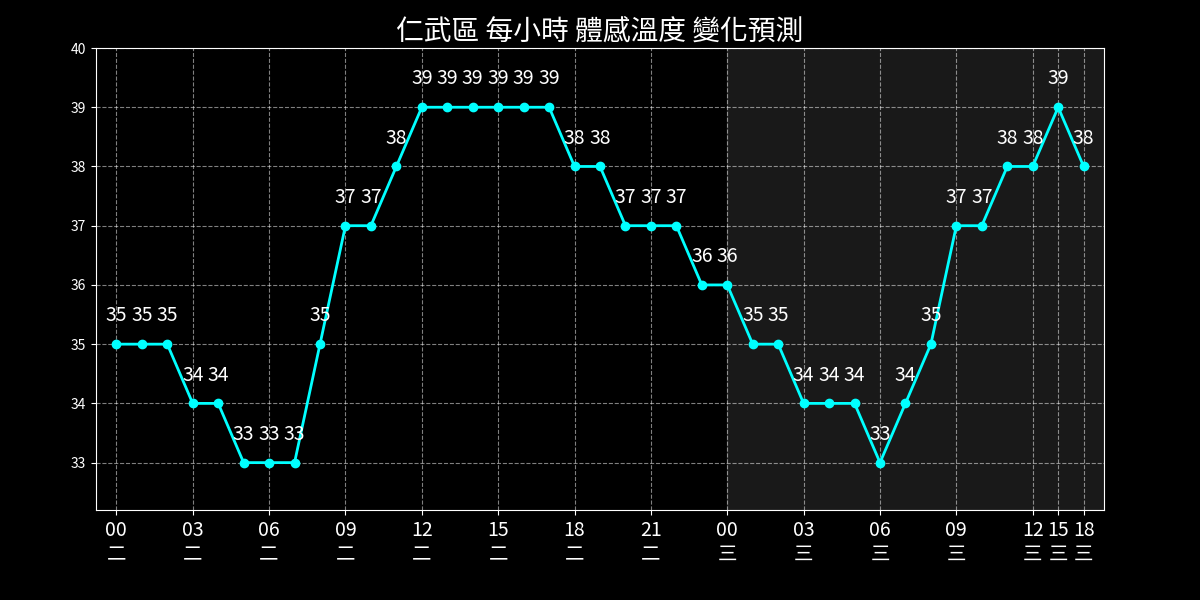 仁武區 每小時 體感溫度 變化預測
40
39 39 39 39 39 39 39
39
38 38 38 38 38 38
38
37 37 37 37 37 37 37
37
36 36
36
35 35 35 35 35 35 35
35
34 34 34 34 34 34
34
33 33 33 33
33
00 03 06 09 12 15 18 21 00 03 06 09 12 15 18
二 二 二 二 二 二 二 二 三 三 三 三 三 三 三